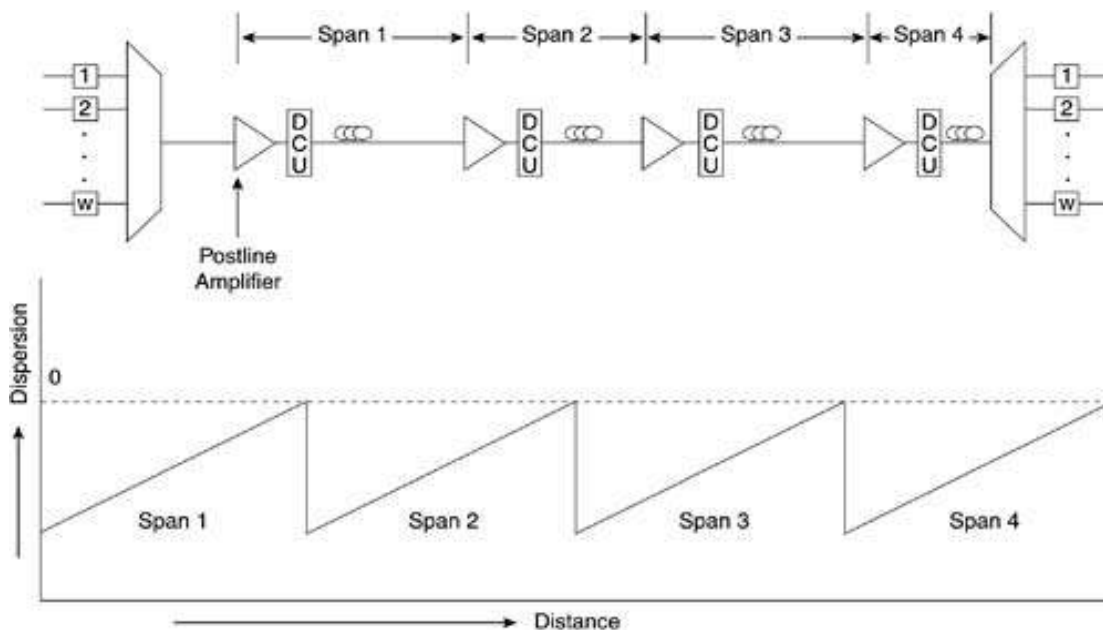 Span 1
Span 2
Span 3
Span 4
1
2
w
D
C
U
D
C
U
D
C
U
D
C
U
1
2
w
Postline
Amplifier
Dispersion
0
Span 1
Span 2
Span 3
Span 4
Distance